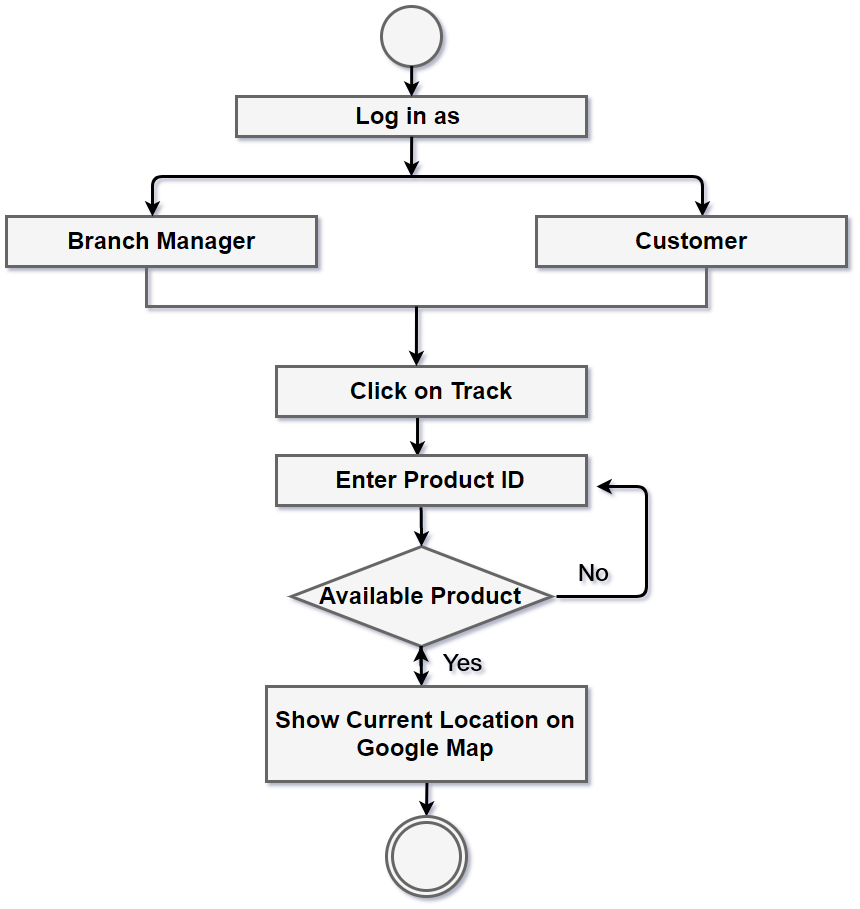 Log in as
Branch Manager
Customer
Click on Track
Enter Product ID
Available Product
No
Yes
Show Current Location on
Google Map